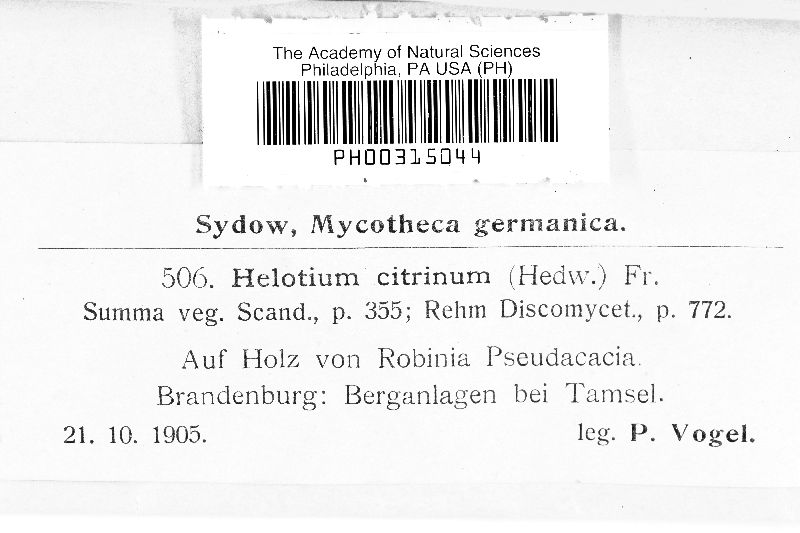 The Academy of Natural Sciences
Philadelphia, PA USA (PH)
PH00315044
Sydow, Mycotheca germanica.
506. Helotium citrinum (Hedw.) Fr.
Summa veg. Scand., p. 355; Rehm Discomycet., p. 772.
Auf Holz von Robinia Pseudacacia.
Brandenburg: Berganlagen bei Tamsel.
21. 10. 1905. leg. P. Vogel.